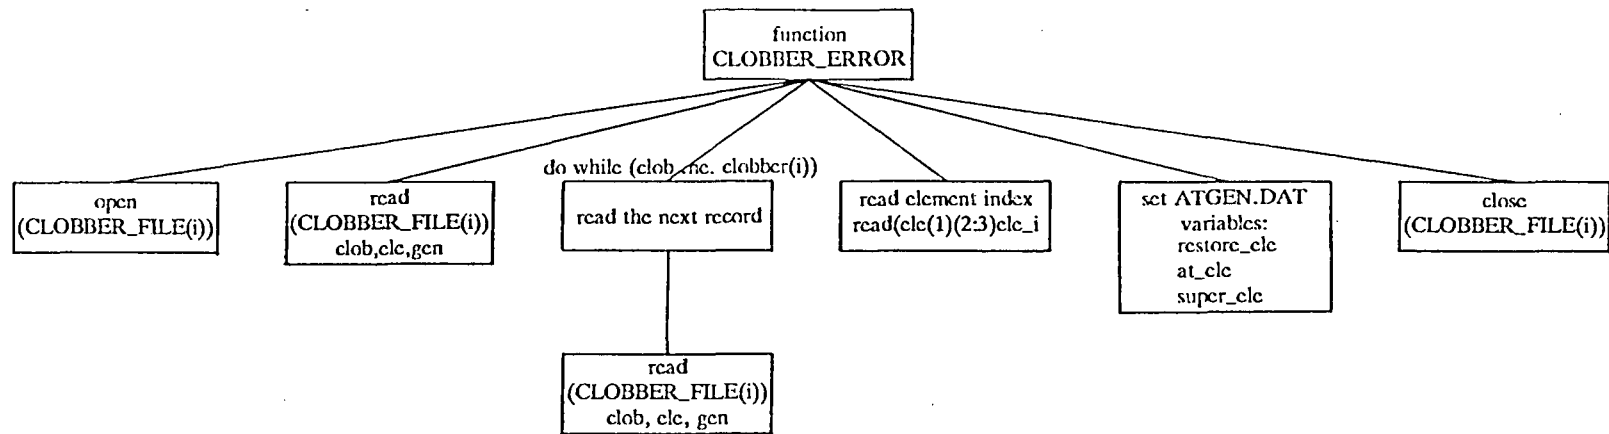 function
CLOBBER_ERROR
do while (clob .ne. clobber(i))
open
(CLOBBER_FILE(i))
read
(CLOBBER_FILE(i))
clob,ele,gen
read the next record
read element index
read(ele(1)(2:3)ele_i
set ATGEN.DAT
variables:
restore_ele
at_ele
super_ele
close
(CLOBBER_FILE(i))
read
(CLOBBER_FILE(i))
clob, ele, gen